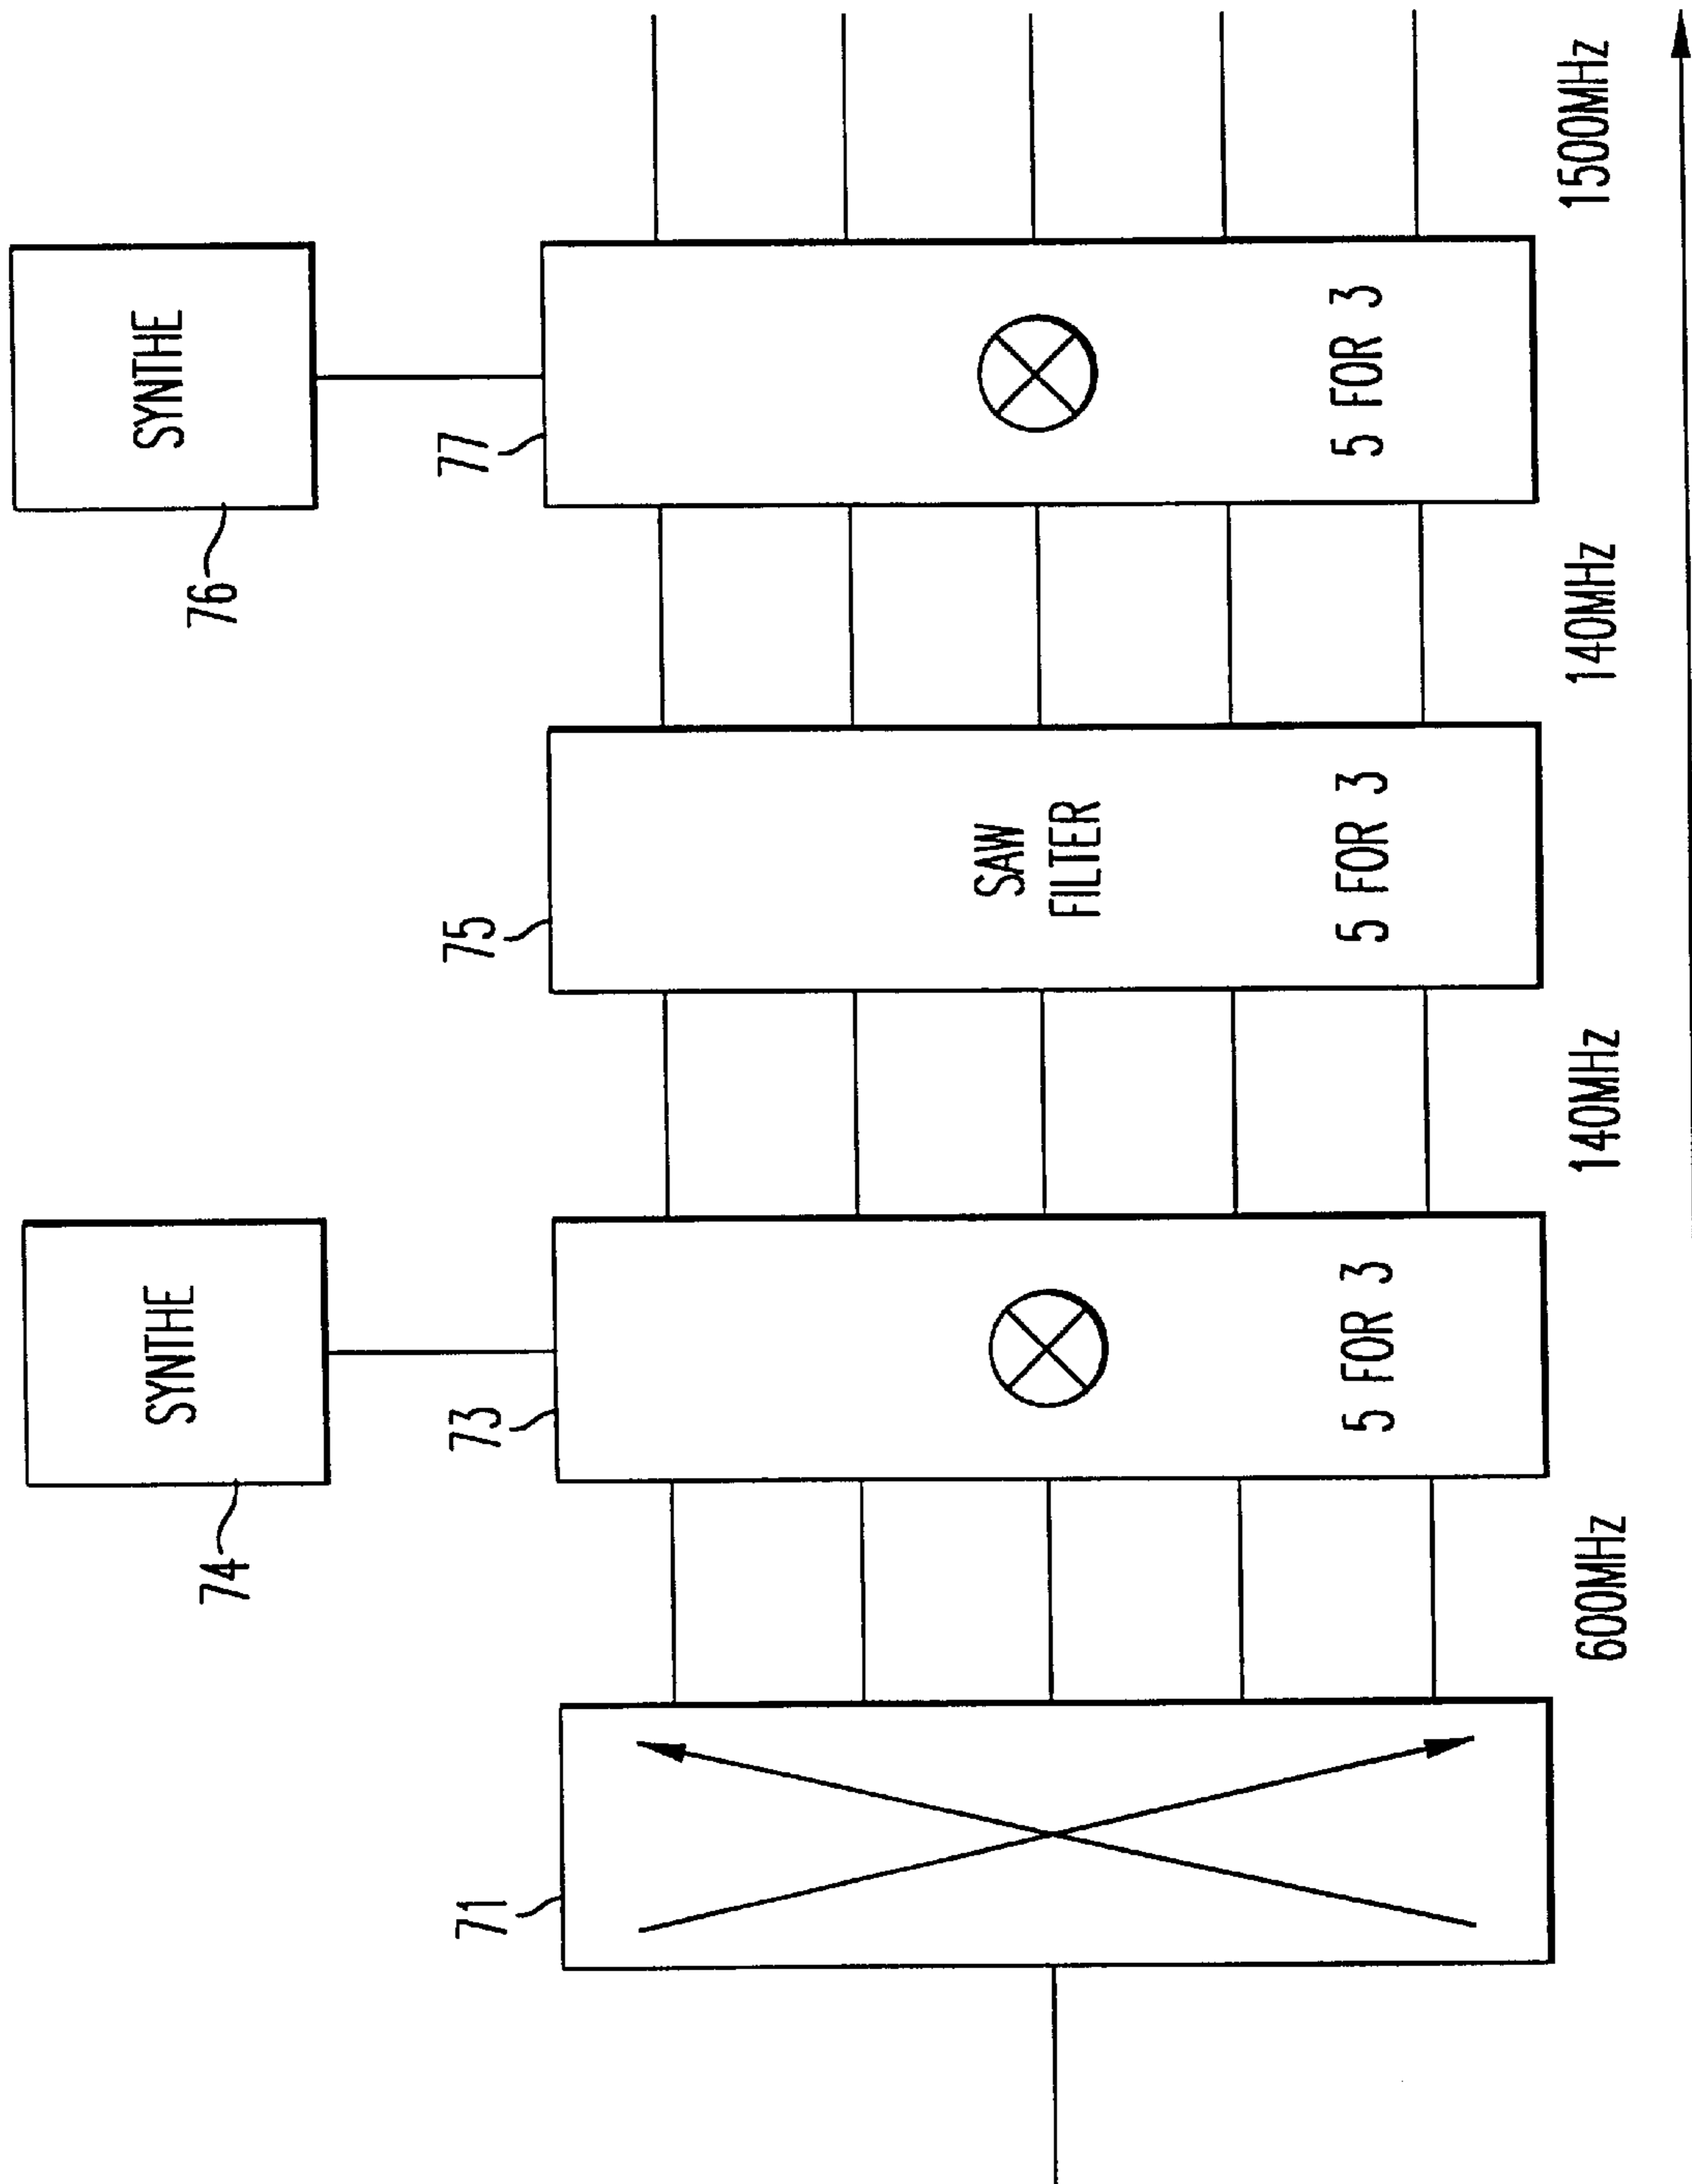 SYNTHE
SYNTHE
74
76
71
73
75
77
SAW
FILTER
5 FOR 3
5 FOR 3
5 FOR 3
600MHz
140MHz
140MHz
1500MHz